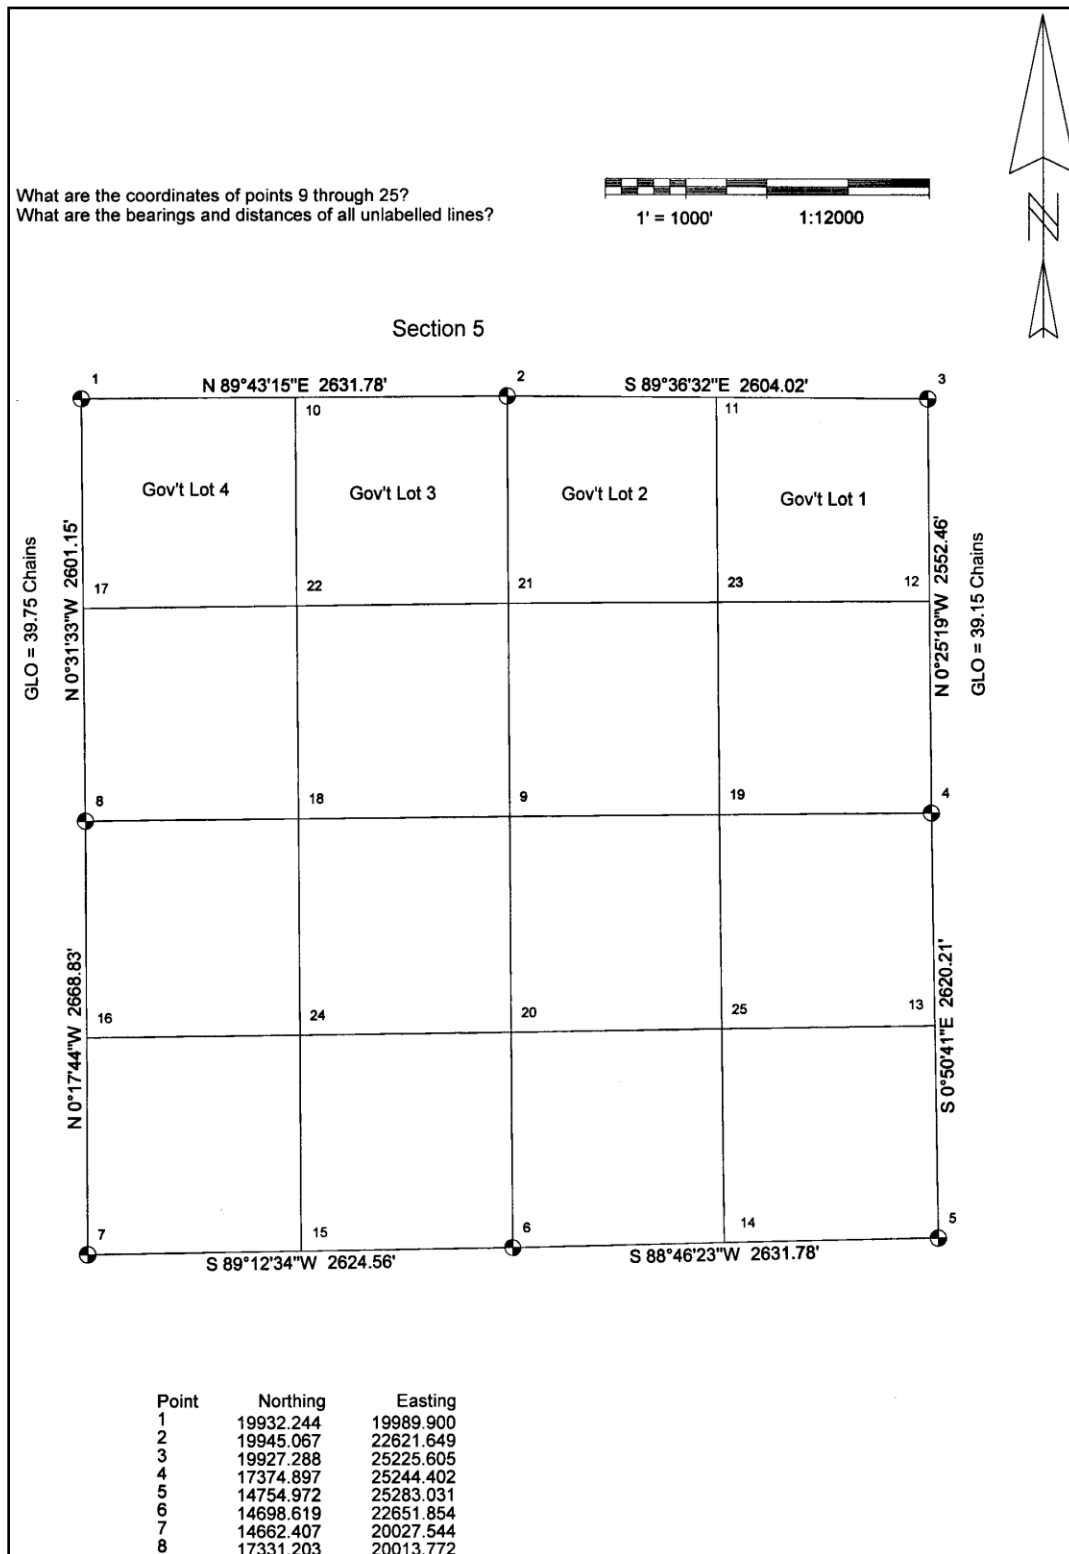 What are the coordinates of points 9 through 25?
What are the bearings and distances of all unlabelled lines?
1' = 1000' 1:12000
N
Section 5
1 N 89°43'15"E 2631.78' 2 S 89°36'32"E 2604.02' 3
10 11
Gov't Lot 4 Gov't Lot 3 Gov't Lot 2 Gov't Lot 1
GLO = 39.75 Chains
N 0°31'33"W 2601.15'
N 0°25'19"W 2552.46'
GLO = 39.15 Chains
17 22 21 23 12
8 18 9 19 4
N 0°17'44"W 2668.83'
S 0°50'41"E 2620.21'
16 24 20 25 13
7 15 6 14 5
S 89°12'34"W 2624.56' S 88°46'23"W 2631.78'
Point Northing Easting
1 19932.244 19989.900
2 19945.067 22621.649
3 19927.288 25225.605
4 17374.897 25244.402
5 14754.972 25283.031
6 14698.619 22651.854
7 14662.407 20027.544
8 17331.203 20013.772